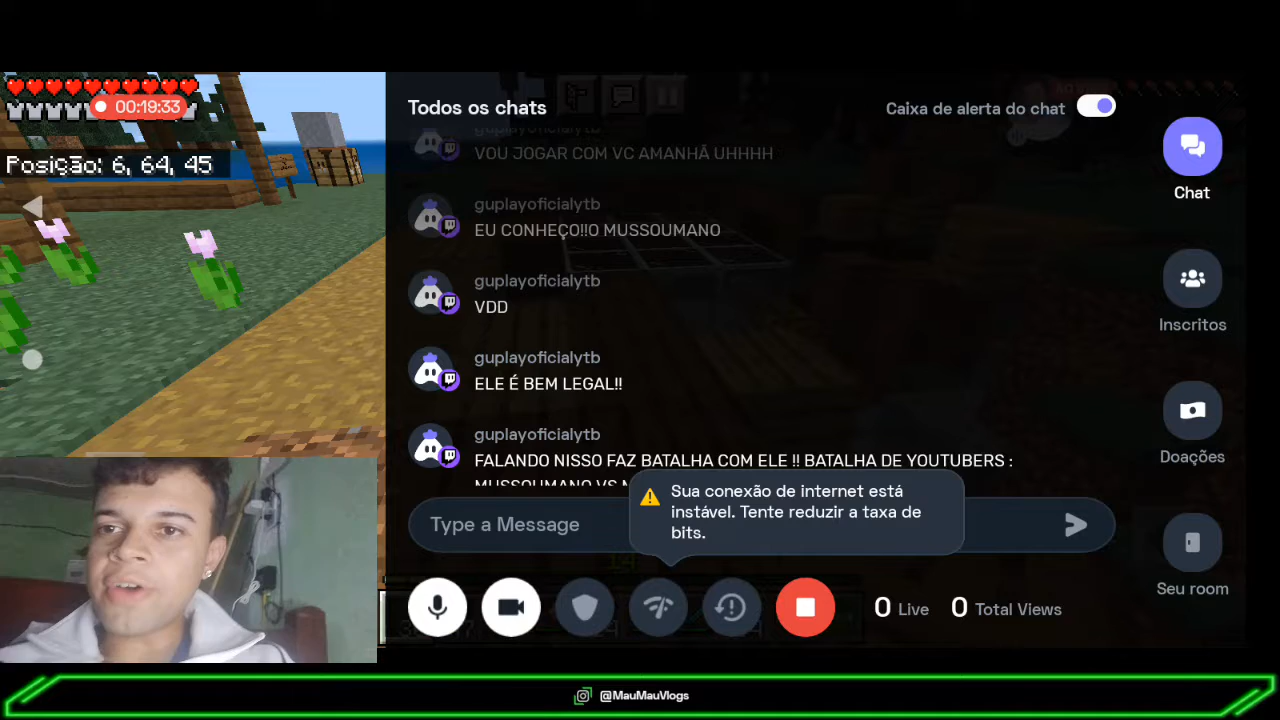 00:19:33
Posição: 6, 64, 45
Todos os chats
Caixa de alerta do chat
guplayoficialytb
VOU JOGAR COM VC AMANHÃ UHHHH
guplayoficialytb
EU CONHEÇO!!O MUSSOUMANO
guplayoficialytb
VDD
guplayoficialytb
ELE É BEM LEGAL!!
guplayoficialytb
FALANDO NISSO FAZ BATALHA COM ELE !! BATALHA DE YOUTUBERS :
MUSSOUMANO VS
Type a Message
Sua conexão de internet está
instável. Tente reduzir a taxa de
bits.
0 Live
0 Total Views
Chat
Inscritos
Doações
Seu room
@MauMauVlogs